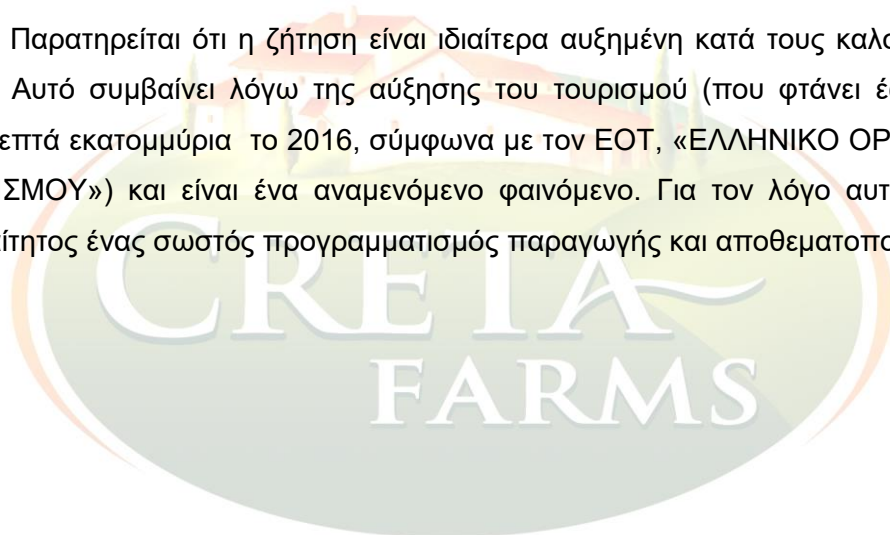 Παρατηρείται ότι η ζήτηση είναι ιδιαίτερα αυξημένη κατά τους καλο
Αυτό συμβαίνει λόγω της αύξησης του τουρισμού (που φτάνει έ
επτά εκατομμύρια το 2016, σύμφωνα με τον ΕΟΤ, «ΕΛΛΗΝΙΚΟ ΟΡ
ΣΜΟΥ») και είναι ένα αναμενόμενο φαινόμενο. Για τον λόγο αυτ
ίτητος ένας σωστός προγραμματισμός παραγωγής και αποθεματοπο
CRETA
FARMS